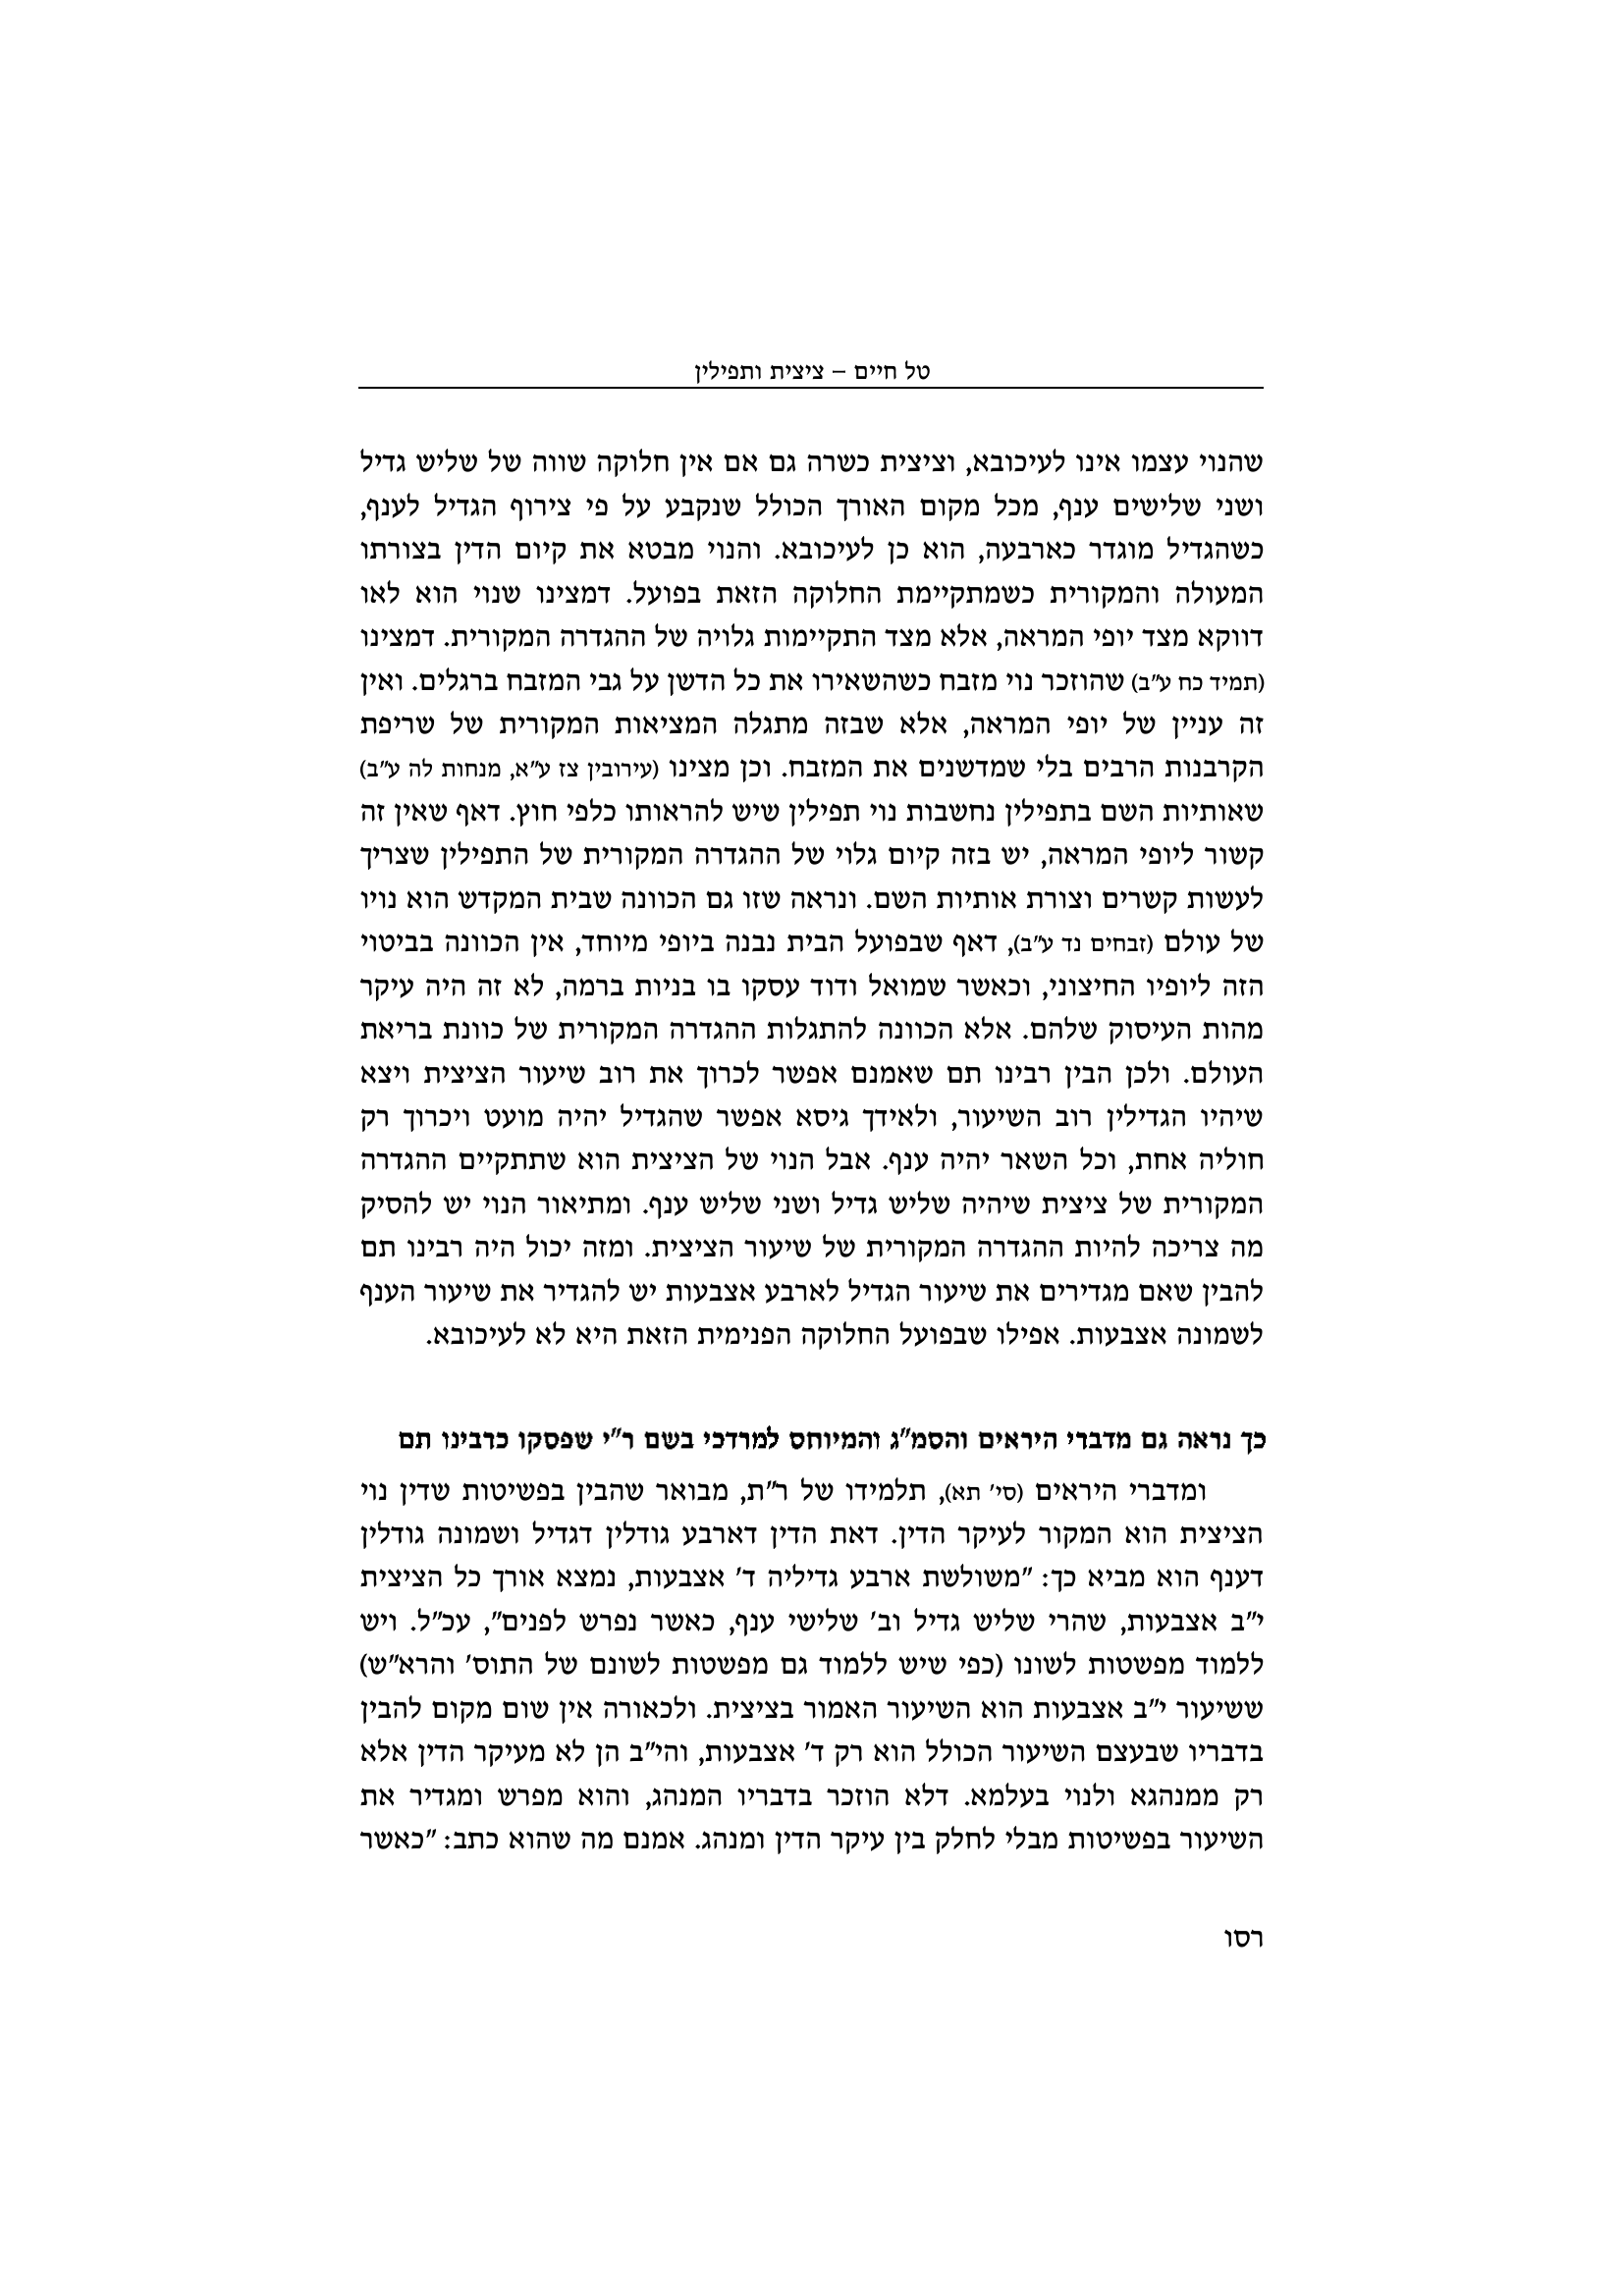 טל חיים – ציצית ותפילין
שהנוי עצמו אינו לעיכובא, וציצית כשרה גם אם אין חלוקה שווה של שליש גדיל
ושני שלישים ענף, מכל מקום האורך הכולל שנקבע על פי צירוף הגדיל לענף,
כשהגדיל מוגדר כארבעה, הוא כן לעיכובא. והנוי מבטא את קיום הדין בצורתו
המעולה והמקורית כשמתקיימת החלוקה הזאת בפועל. דמצינו שנוי הוא לאו
דווקא מצד יופי המראה, אלא מצד התקיימות גלויה של ההגדרה המקורית. דמצינו
(תמיד כח ע"ב) שהוזכר נוי מזבח כשהשאירו את כל הדשן על גבי המזבח ברגלים. ואין
זה עניין של יופי המראה, אלא שבזה מתגלה המציאות המקורית של שריפת
הקרבנות הרבים בלי שמדשנים את המזבח. וכן מצינו (עירובין צז ע"א, מנחות לה ע"ב)
שאותיות השם בתפילין נחשבות נוי תפילין שיש להראותו כלפי חוץ. דאף שאין זה
קשור ליופי המראה, יש בזה קיום גלוי של ההגדרה המקורית של התפילין שצריך
לעשות קשרים וצורת אותיות השם. ונראה שזו גם הכוונה שבית המקדש הוא נויו
של עולם (זבחים נד ע"ב), דאף שבפועל הבית נבנה ביופי מיוחד, אין הכוונה בביטוי
הזה ליופיו החיצוני, וכאשר שמואל ודוד עסקו בו בניות ברמה, לא זה היה עיקר
מהות העיסוק שלהם. אלא הכוונה להתגלות ההגדרה המקורית של כוונת בריאת
העולם. ולכן הבין רבינו תם שאמנם אפשר לכרוך את רוב שיעור הציצית ויצא
שיהיו הגדילין רוב השיעור, ולאידך גיסא אפשר שהגדיל יהיה מועט ויכרוך רק
חוליה אחת, וכל השאר יהיה ענף. אבל הנוי של הציצית הוא שתתקיים ההגדרה
המקורית של ציצית שיהיה שליש גדיל ושני שליש ענף. ומתיאור הנוי יש להסיק
מה צריכה להיות ההגדרה המקורית של שיעור הציצית. ומזה יכול היה רבינו תם
להבין שאם מגדירים את שיעור הגדיל לארבע אצבעות יש להגדיר את שיעור הענף
לשמונה אצבעות. אפילו שבפועל החלוקה הפנימית הזאת היא לא לעיכובא.
כך נראה גם מדברי היראים והסמ"ג והמיוחס למרדכי בשם ר"י שפסקו כרבינו תם
ומדברי היראים (סי' תא), תלמידו של ר"ת, מבואר שהבין בפשיטות שדין נוי
הציצית הוא המקור לעיקר הדין. דאת הדין דארבע גודלין דגדיל ושמונה גודלין
דענף הוא מביא כך: "משולשת ארבע גדיליה ד' אצבעות, נמצא אורך כל הציצית
י"ב אצבעות, שהרי שליש גדיל וב' שלישי ענף, כאשר נפרש לפנים", עכ"ל. ויש
ללמוד מפשטות לשונו (כפי שיש ללמוד גם מפשטות לשונם של התוס' והרא"ש)
ששיעור י"ב אצבעות הוא השיעור האמור בציצית. ולכאורה אין שום מקום להבין
בדבריו שבעצם השיעור הכולל הוא רק ד' אצבעות, והי"ב הן לא מעיקר הדין אלא
רק ממנהגא ולנוי בעלמא. דלא הוזכר בדבריו המנהג, והוא מפרש ומגדיר את
השיעור בפשיטות מבלי לחלק בין עיקר הדין ומנהג. אמנם מה שהוא כתב: "כאשר
רסו